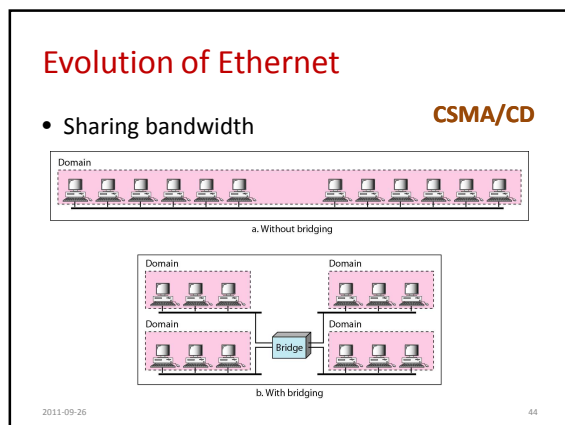 Evolution of Ethernet
• Sharing bandwidth
CSMA/CD
Domain
a. Without bridging
Domain
Domain
Domain
Domain
Bridge
b. With bridging
2011-09-26
44